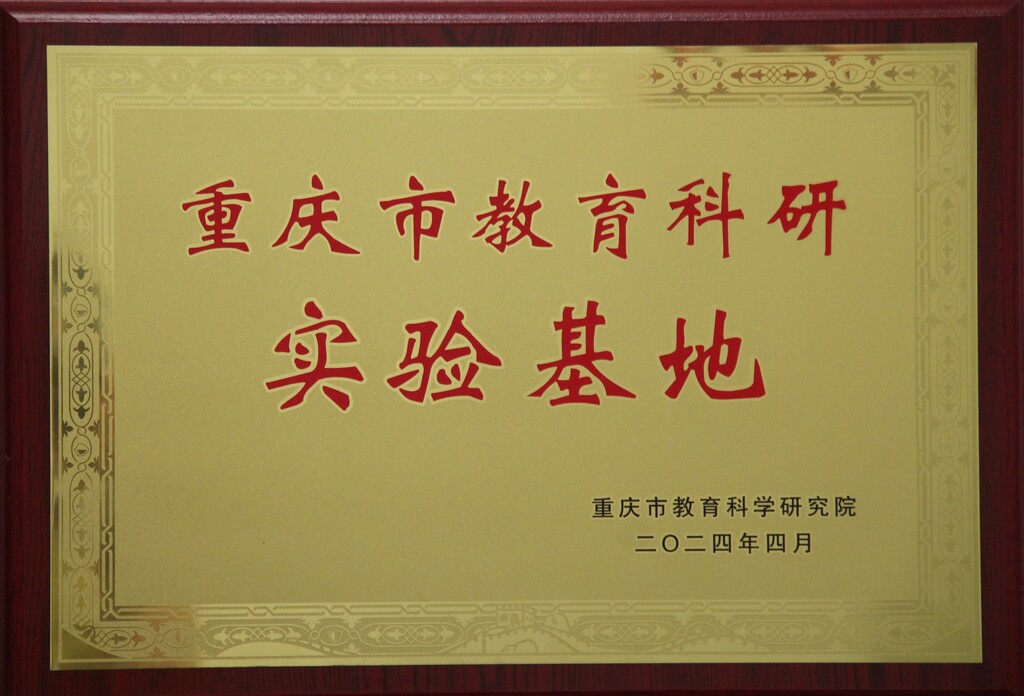 重庆市教育科研
实验基地
重庆市教育科学研究院
二〇二四年四月